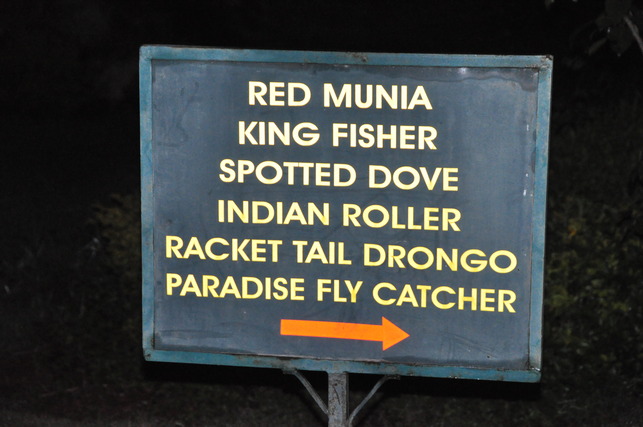 RED MUNIA
KING FISHER
SPOTTED DOVE
INDIAN ROLLER
RACKET TAIL DRONGO
PARADISE FLY CATCHER